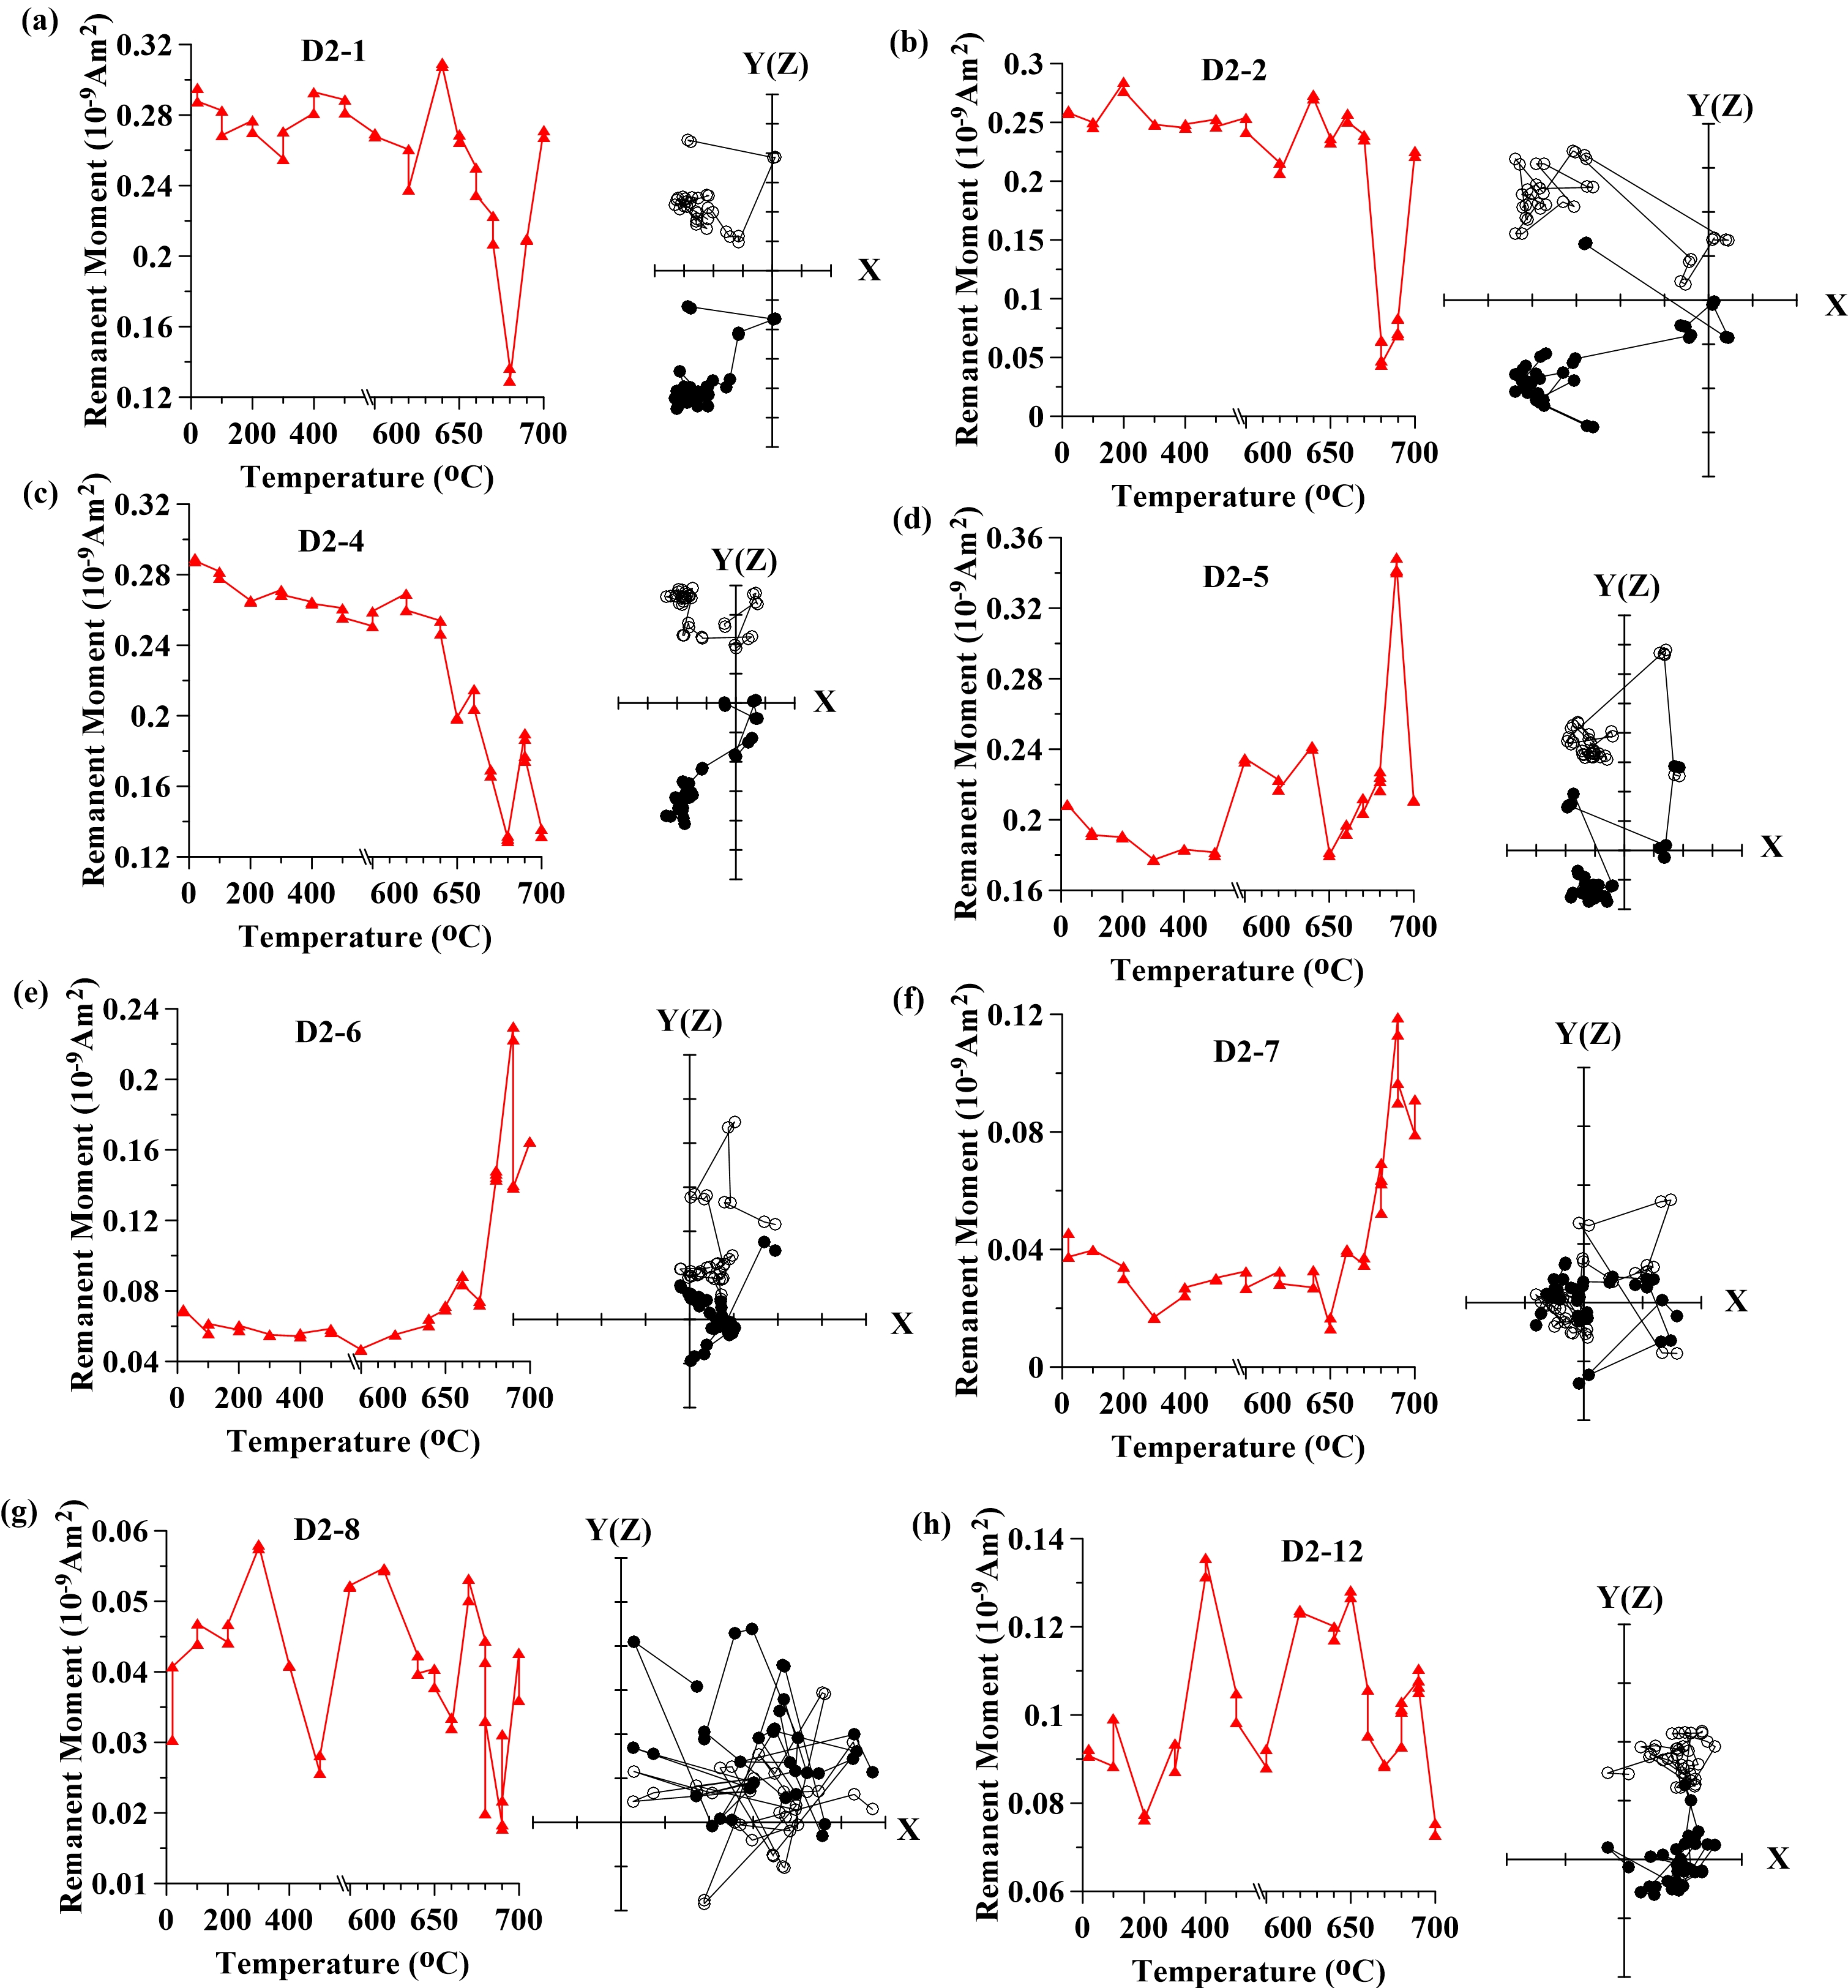 (a)
D2-1
Remanent Moment (10-9Am2)
0.32
0.28
0.24
0.2
0.16
0.12
0 200 400 600 650 700
Temperature (ºC)
Y(Z)
X
(b)
D2-2
Remanent Moment (10-9Am2)
0.3
0.25
0.2
0.15
0.1
0.05
0
0 200 400 600 650 700
Temperature (ºC)
Y(Z)
X
(c)
D2-4
Remanent Moment (10-9Am2)
0.32
0.28
0.24
0.2
0.16
0.12
0 200 400 600 650 700
Temperature (ºC)
Y(Z)
X
(d)
D2-5
Remanent Moment (10-9Am2)
0.36
0.32
0.28
0.24
0.2
0.16
0 200 400 600 650 700
Temperature (ºC)
Y(Z)
X
(e)
D2-6
Remanent Moment (10-9Am2)
0.24
0.2
0.16
0.12
0.08
0.04
0 200 400 600 650 700
Temperature (ºC)
Y(Z)
X
(f)
D2-7
Remanent Moment (10-9Am2)
0.12
0.08
0.04
0
0 200 400 600 650 700
Temperature (ºC)
Y(Z)
X
(g)
D2-8
Remanent Moment (10-9Am2)
0.06
0.05
0.04
0.03
0.02
0.01
0 200 400 600 650 700
Temperature (ºC)
Y(Z)
X
(h)
D2-12
Remanent Moment (10-9Am2)
0.14
0.12
0.1
0.08
0.06
0 200 400 600 650 700
Temperature (ºC)
Y(Z)
X